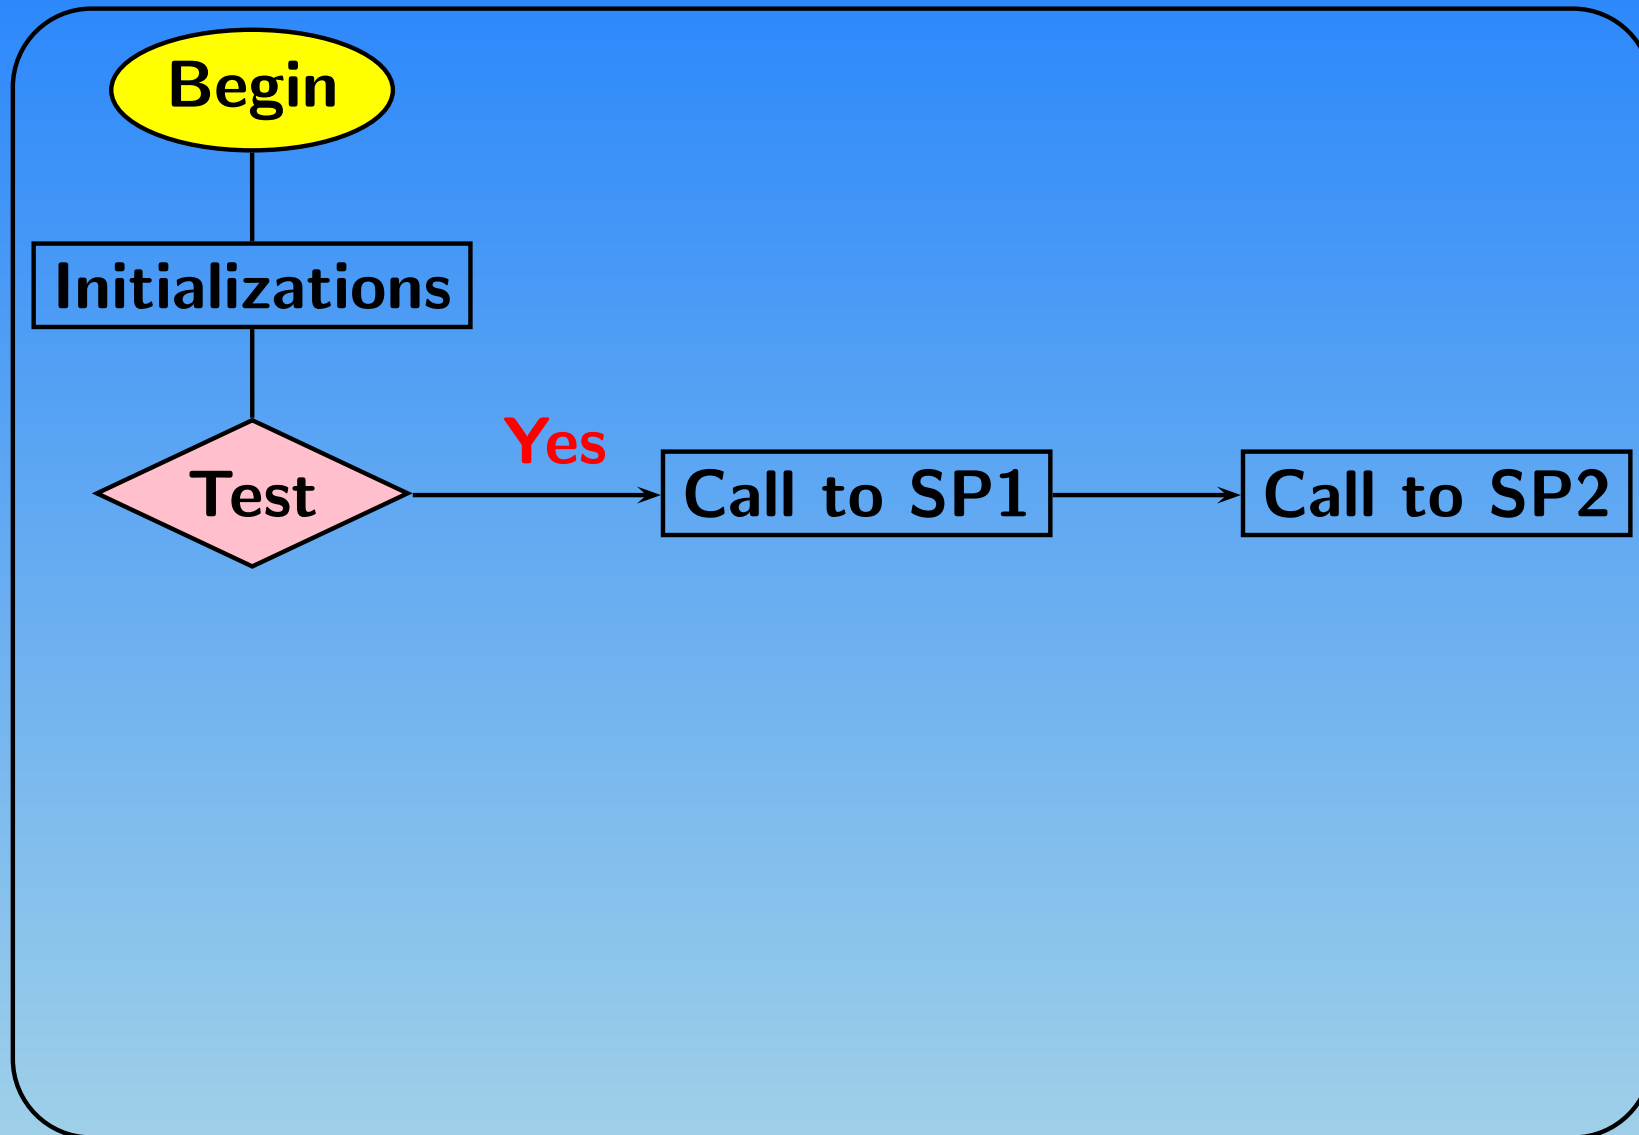 Begin
Initializations
Yes
Test
Call to SP1
Call to SP2